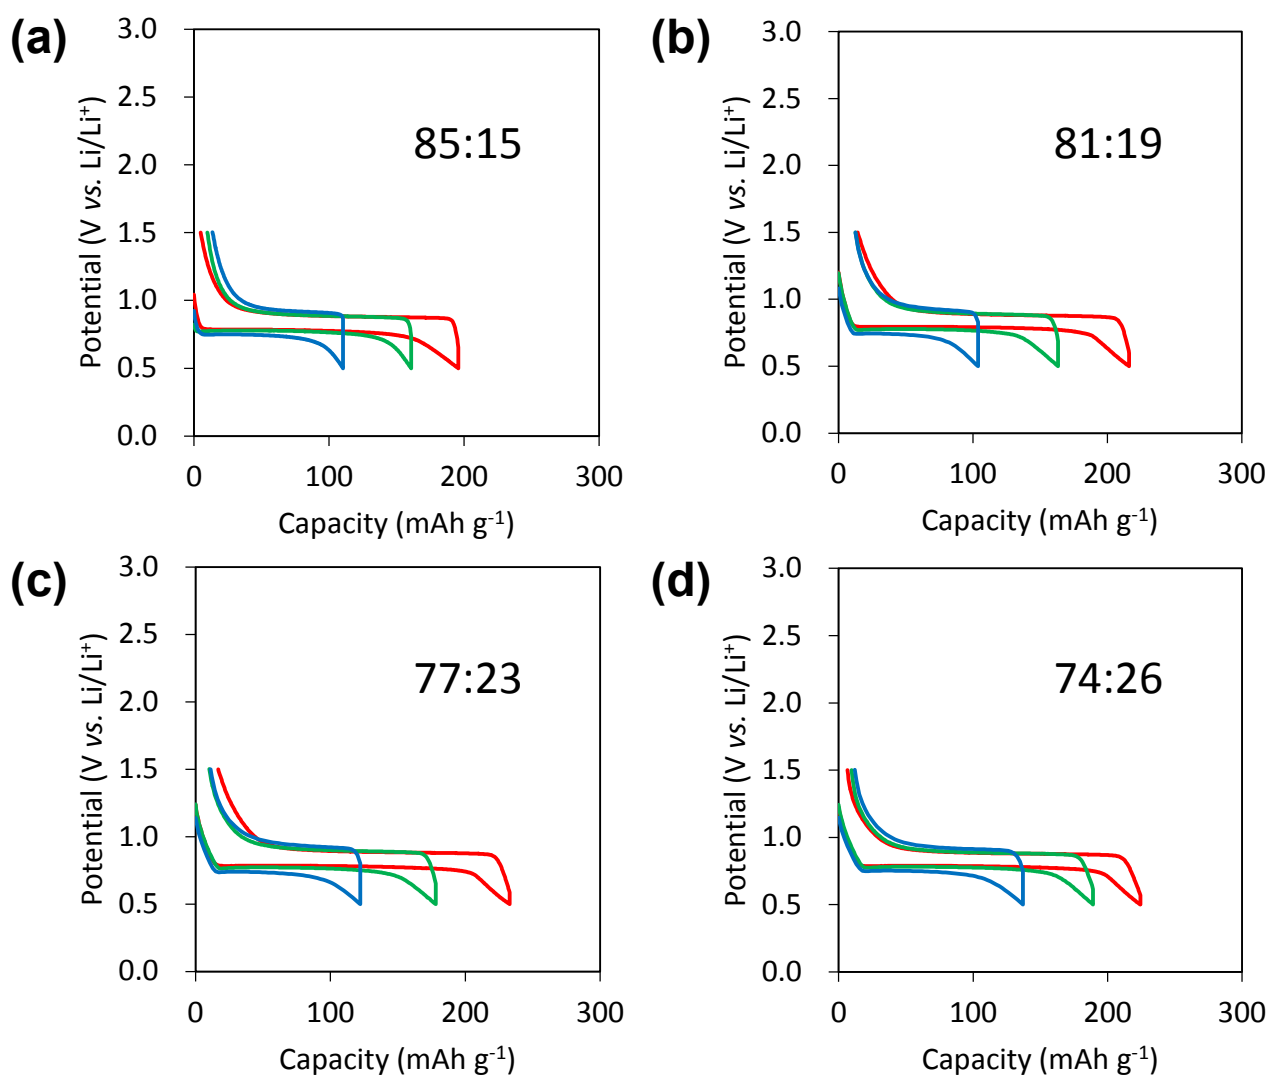 (a)
3.0
2.5
2.0
1.5
1.0
0.5
0.0
Potential (V vs. Li/Li⁺)
85:15
0 100 200 300
Capacity (mAh g⁻¹)
(b)
3.0
2.5
2.0
1.5
1.0
0.5
0.0
Potential (V vs. Li/Li⁺)
81:19
0 100 200 300
Capacity (mAh g⁻¹)
(c)
3.0
2.5
2.0
1.5
1.0
0.5
0.0
Potential (V vs. Li/Li⁺)
77:23
0 100 200 300
Capacity (mAh g⁻¹)
(d)
3.0
2.5
2.0
1.5
1.0
0.5
0.0
Potential (V vs. Li/Li⁺)
74:26
0 100 200 300
Capacity (mAh g⁻¹)